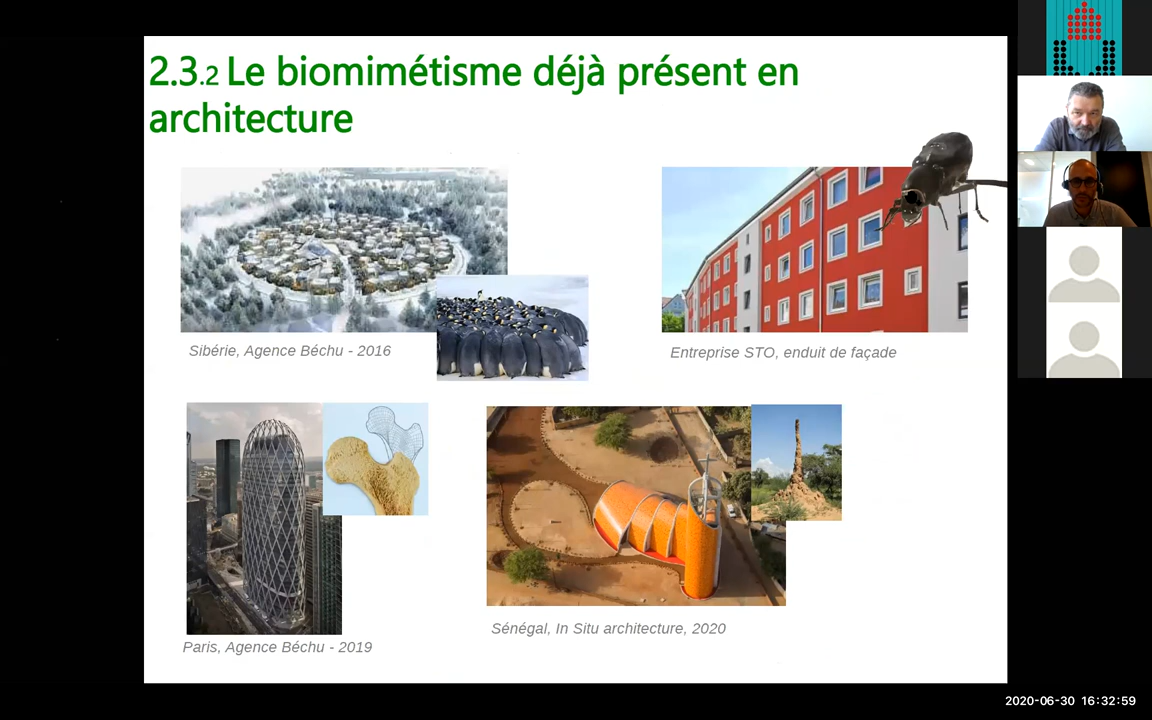 2.3.2 Le biomimétisme déjà présent en
architecture
Sibérie, Agence Béchu - 2016
Entreprise STO, enduit de façade
Paris, Agence Béchu - 2019
Sénégal, In Situ architecture, 2020
2020-06-30 16:32:59